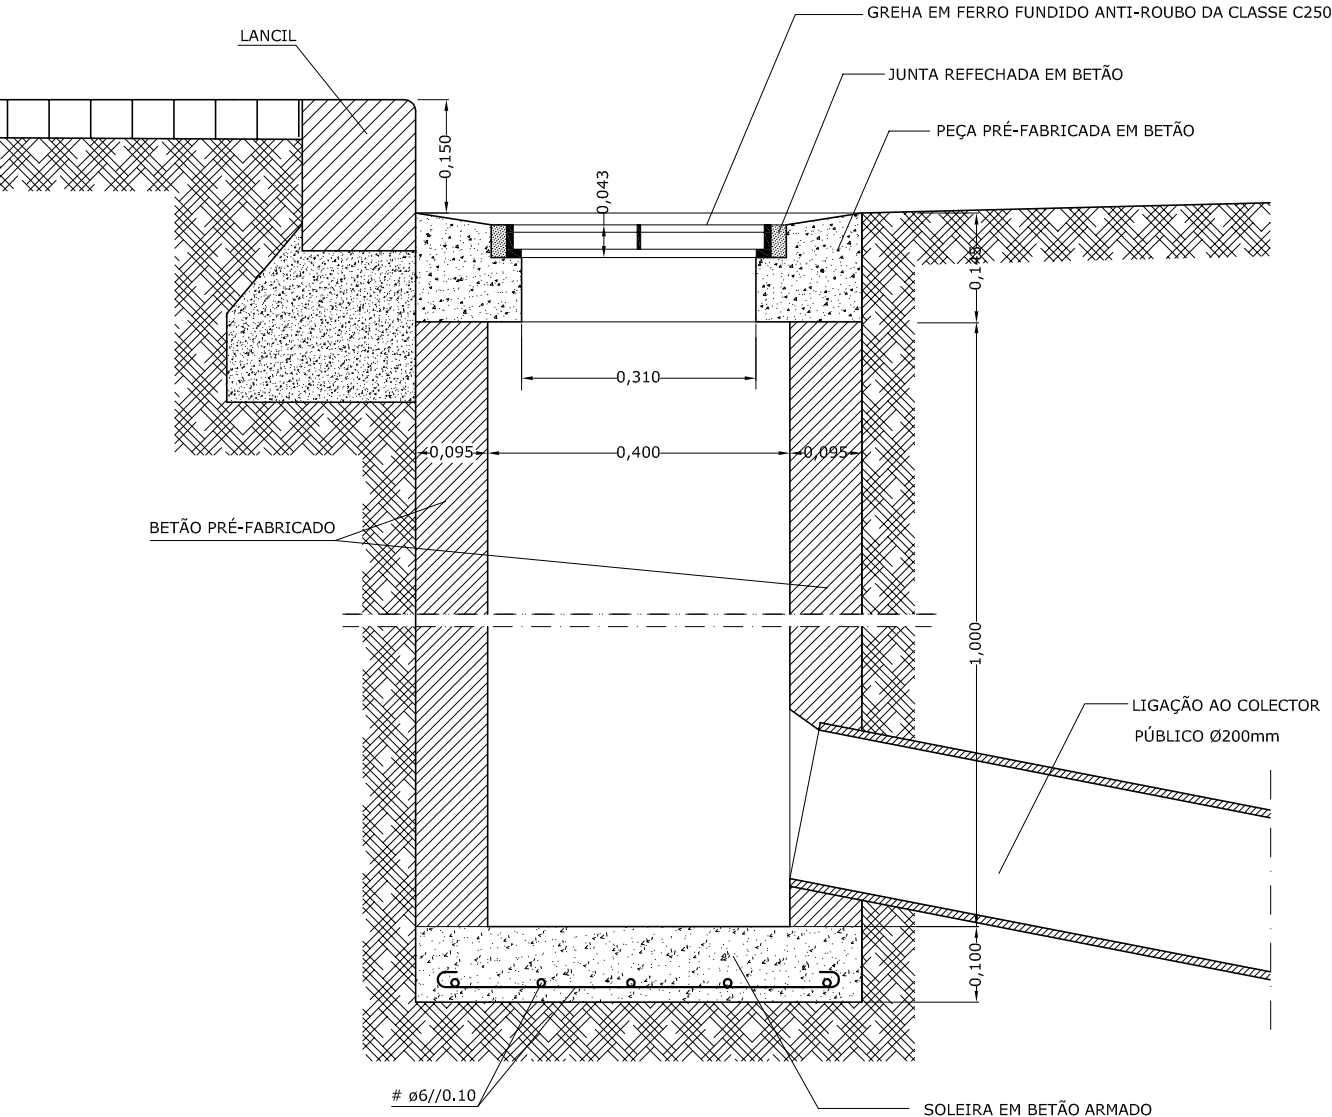 GREHA EM FERRO FUNDIDO ANTI-ROUBO DA CLASSE C250
LANCIL
JUNTA REFECHADA EM BETÃO
PEÇA PRÉ-FABRICADA EM BETÃO
0,150
0,043
0,310
0,095
0,400
0,095
BETÃO PRÉ-FABRICADO
1,000
LIGAÇÃO AO COLECTOR
PÚBLICO Ø200mm
0,100
# ø6//0.10
SOLEIRA EM BETÃO ARMADO